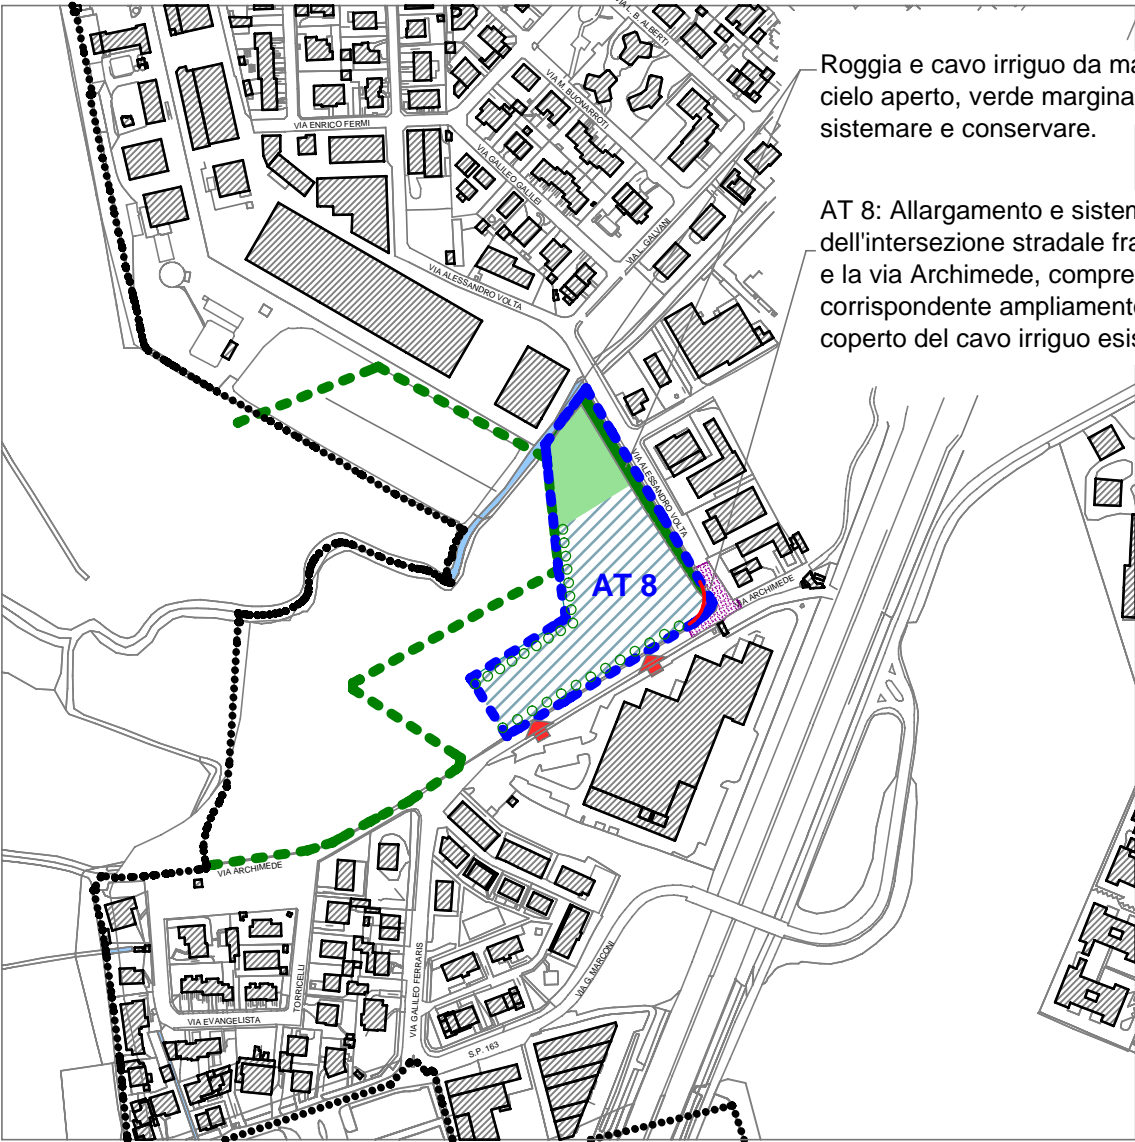 VIA L. B. ALBERTI
Roggia e cavo irriguo da ma
cielo aperto, verde margina
sistemare e conservare.
VIA M. BUONARROTI
VIA ENRICO FERMI
VIA GALILEO GALILEI
AT 8: Allargamento e sistem
dell'intersezione stradale fra
e la via Archimede, compre
corrispondente ampliamento
coperto del cavo irriguo esis
VIA L. GALVANI
VIA ALESSANDRO VOLTA
VIA ALESSANDRO VOLTA
AT 8
VIA ARCHIMEDE
VIA ARCHIMEDE
VIA GALILEO FERRARIS
VIA G. MARCONI
TORRICELLI
VIA EVANGELISTA
S.P. 163